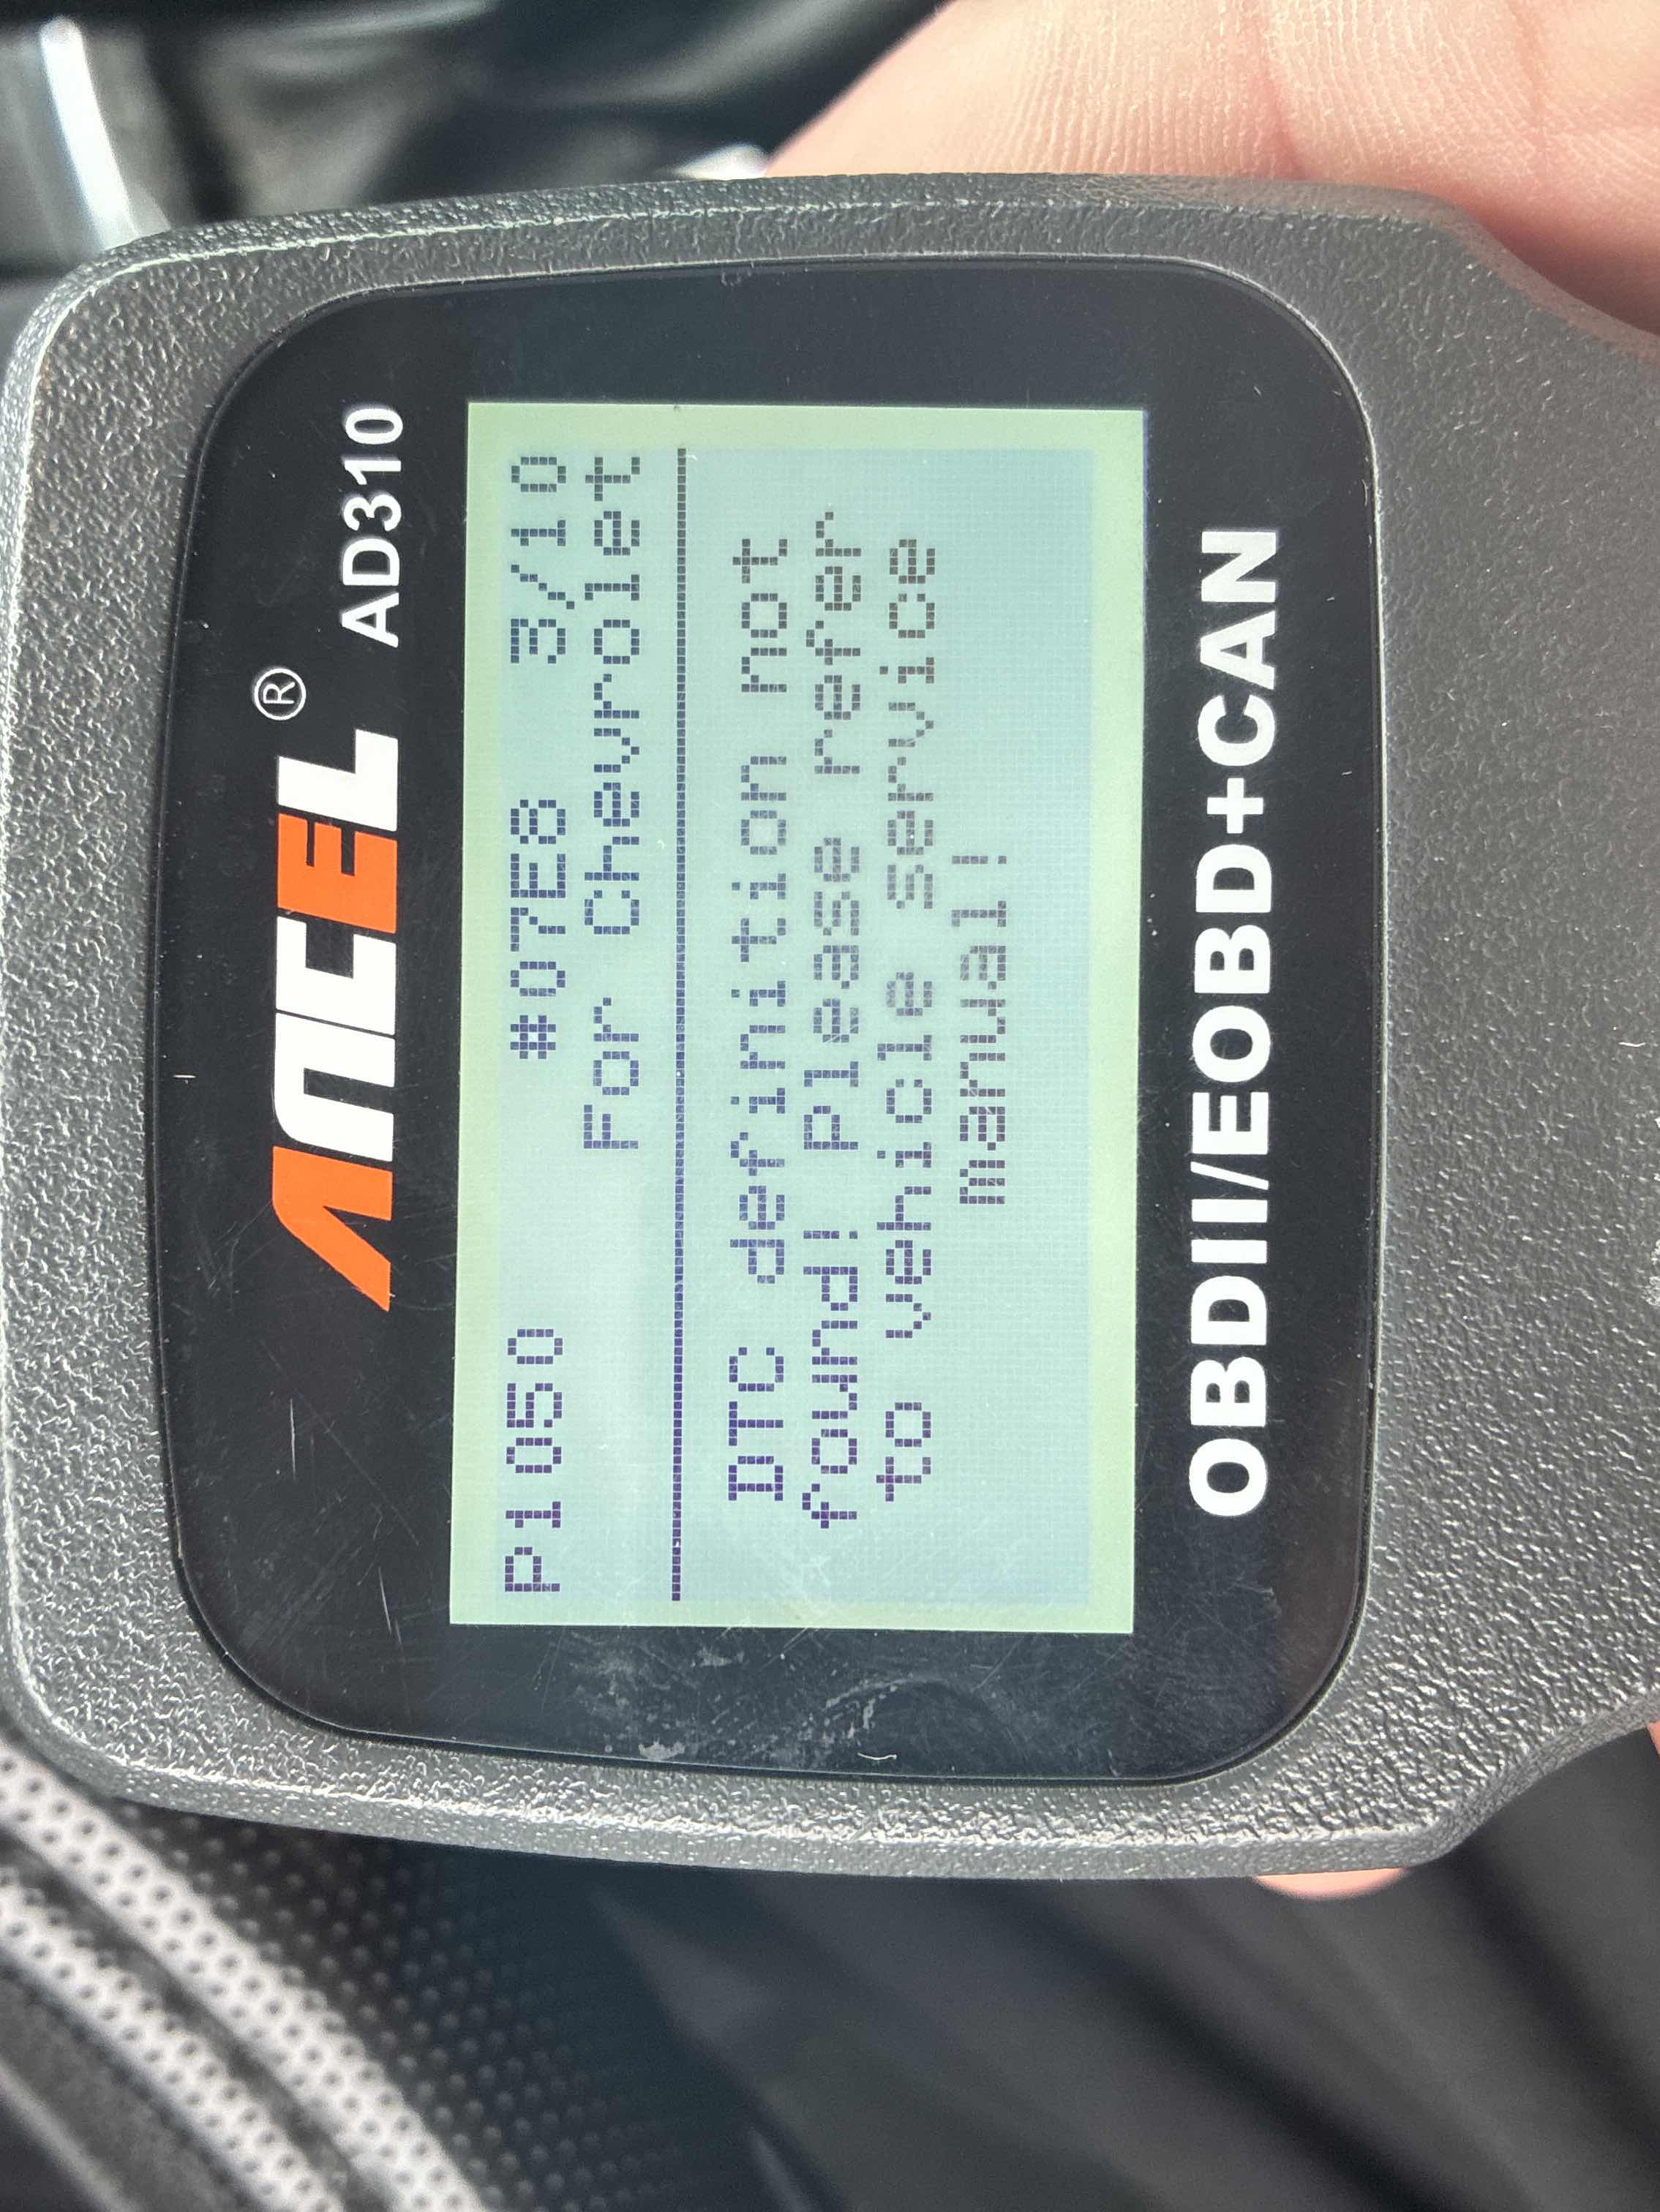 ANCEL® AD310
P1050 #07E8 3/10
For Chevrolet
DTC definition not
found! Please refer
to vehicle service
manual!
OBDII/EOBD+CAN